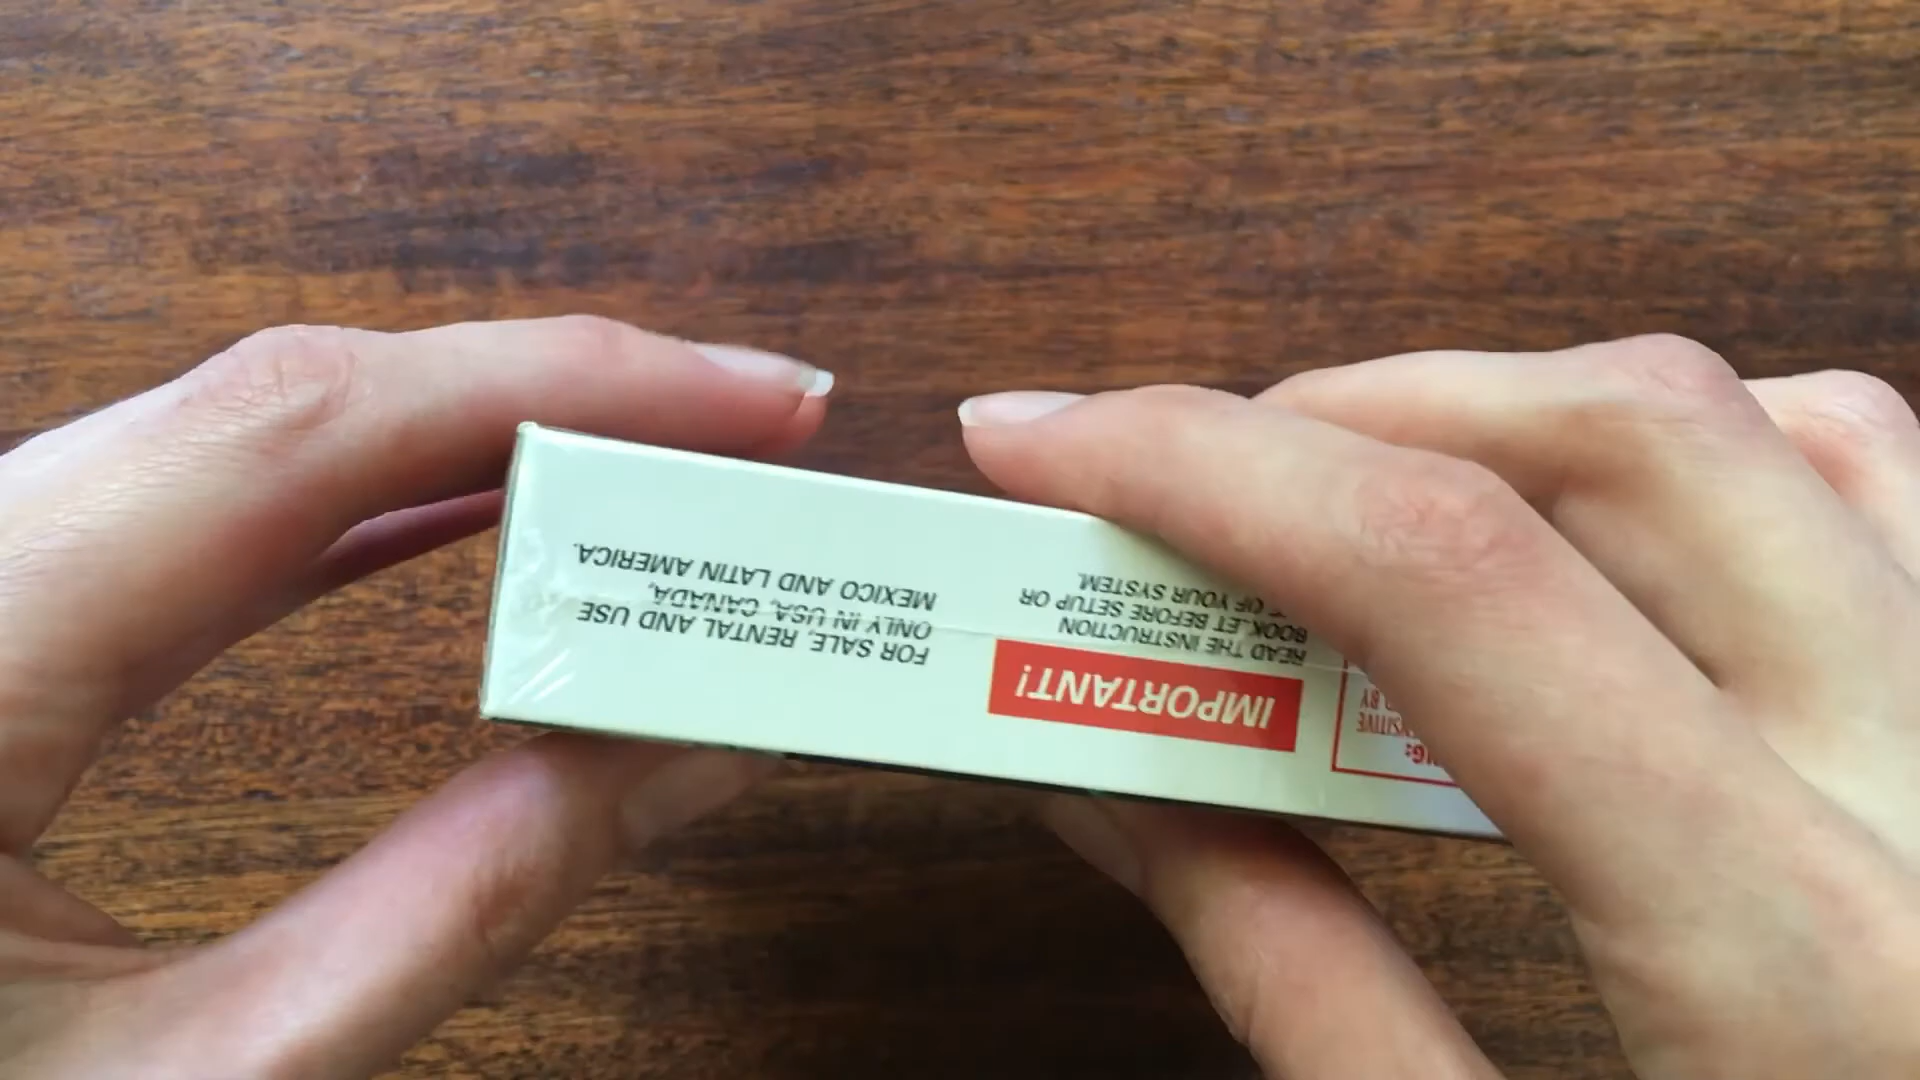 FOR SALE, RENTAL AND USE
ONLY IN USA, CANADA,
MEXICO AND LATIN AMERICA.
IMPORTANT!
READ THE INSTRUCTION
BOOKLET BEFORE SETUP OR
OF YOUR SYSTEM.